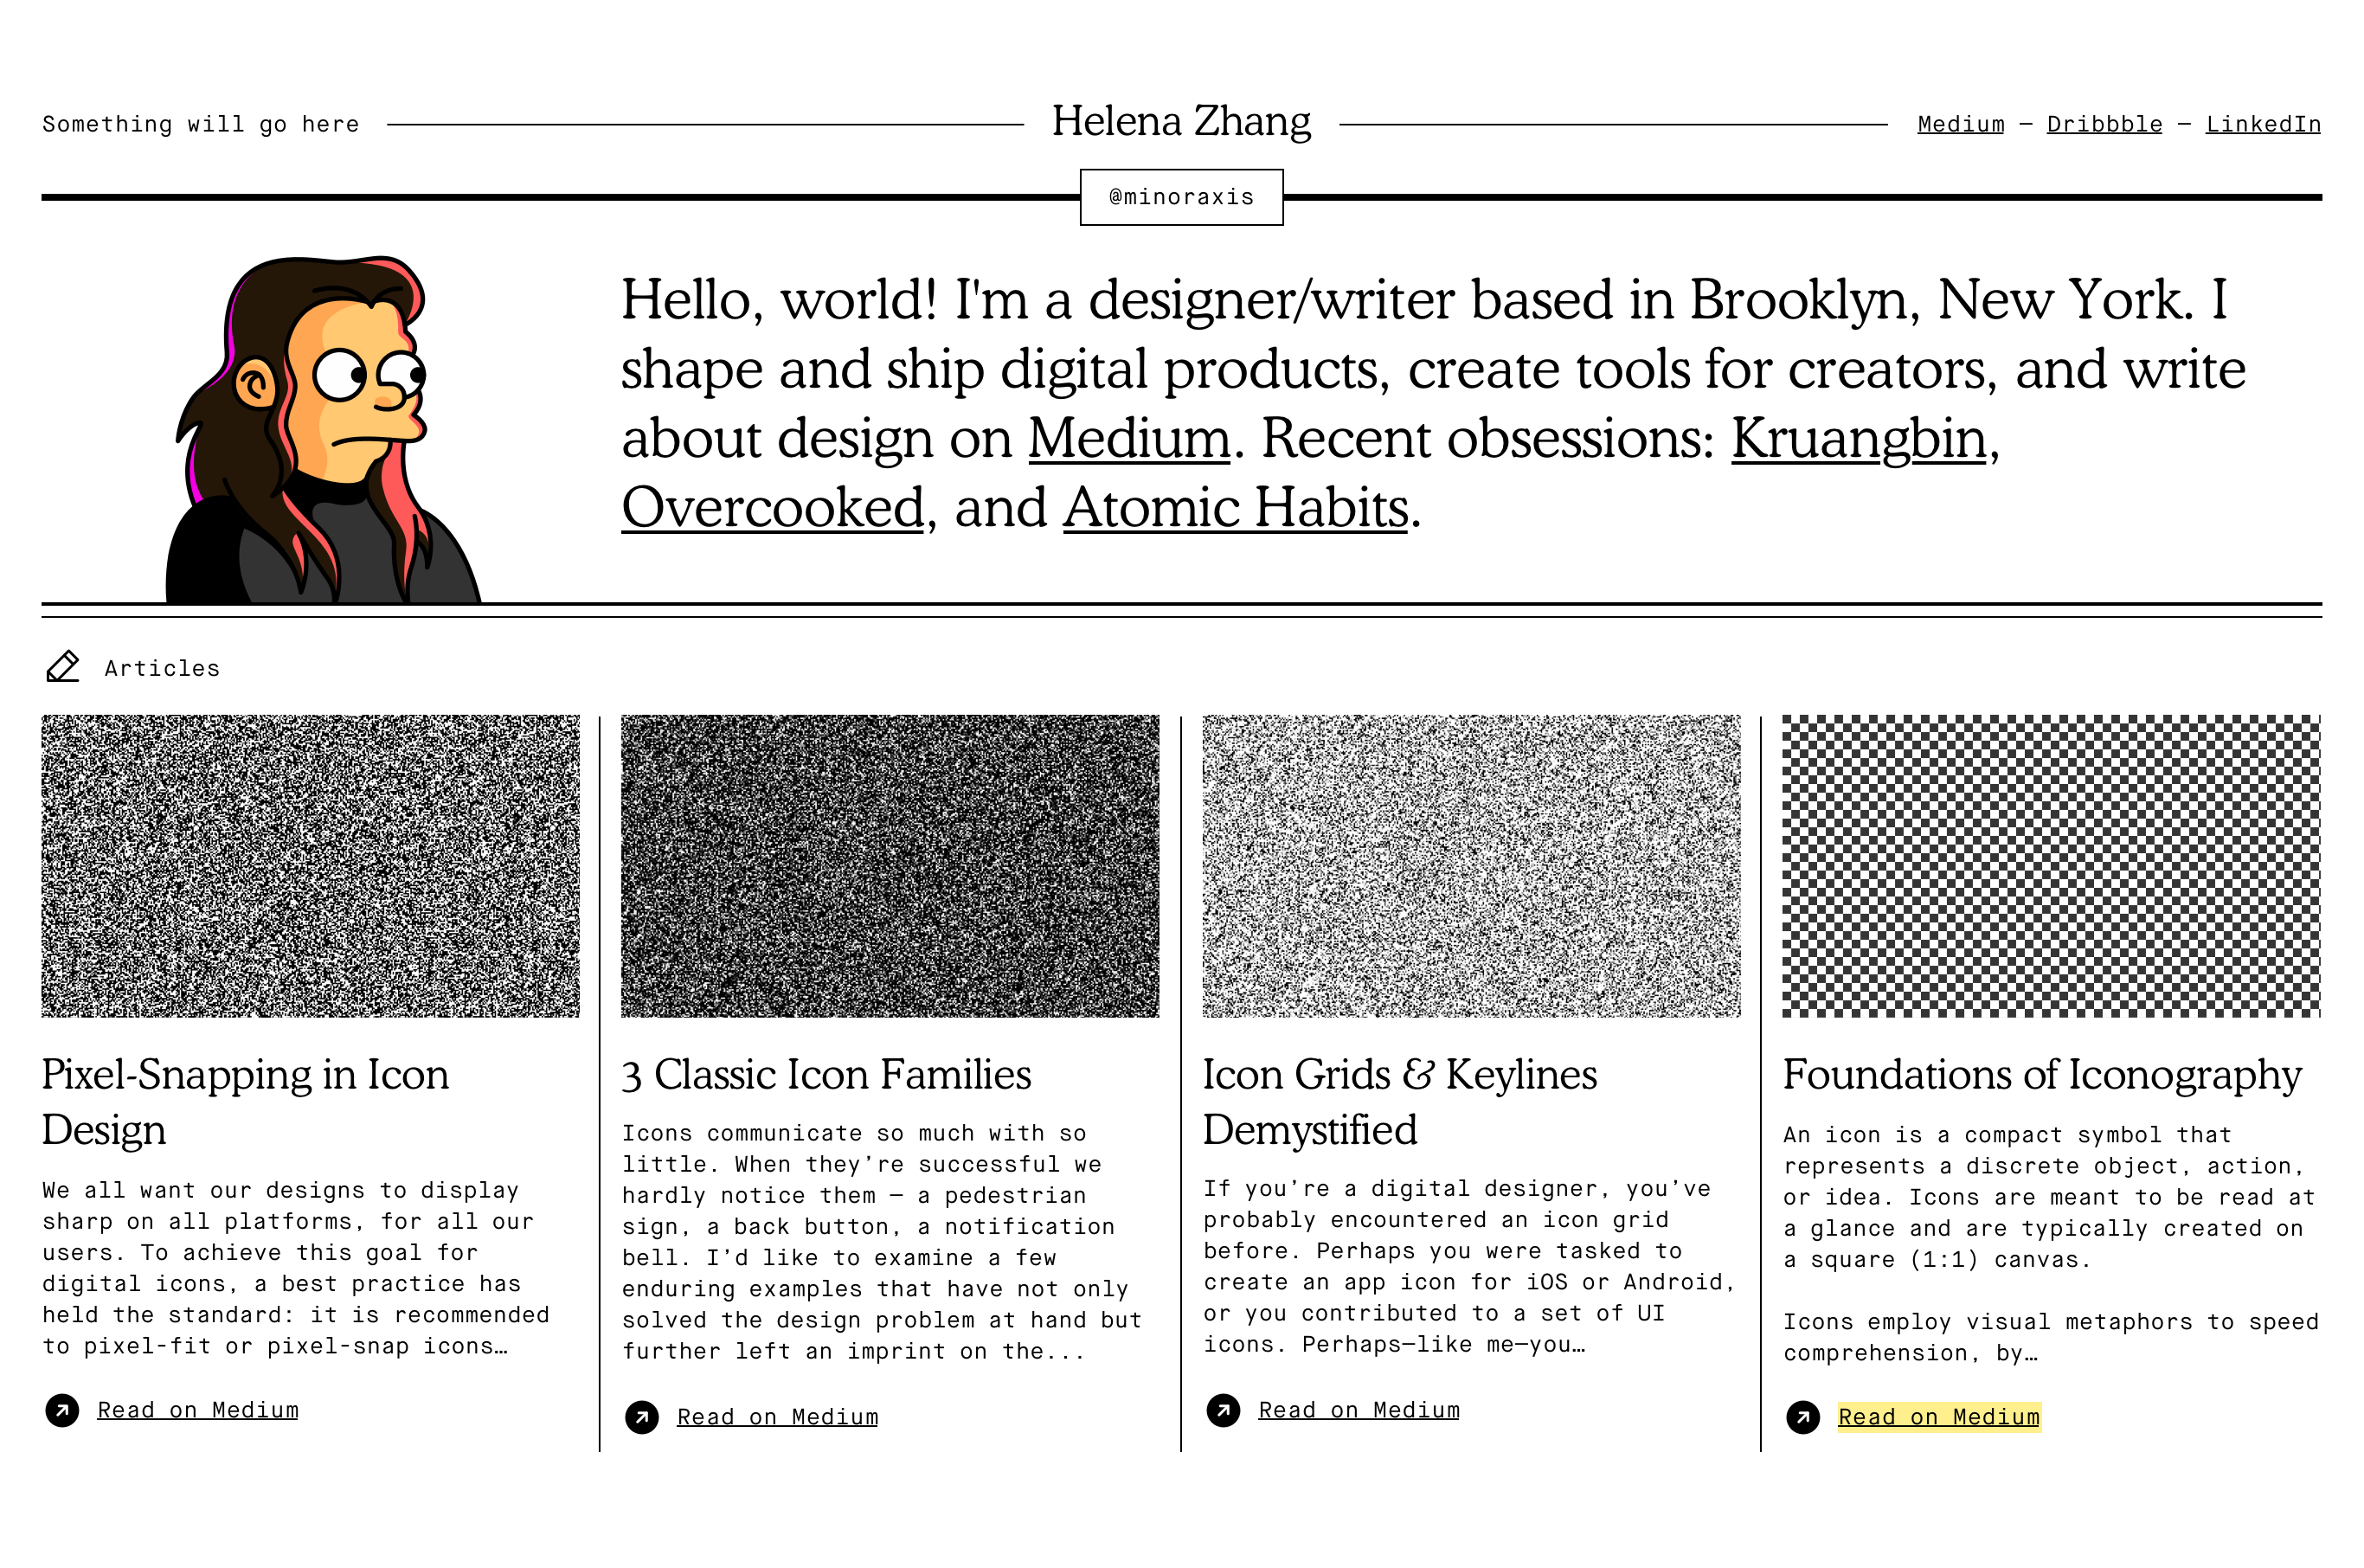 Something will go here
Helena Zhang
Medium — Dribbble — LinkedIn
@minoraxis
Hello, world! I'm a designer/writer based in Brooklyn, New York. I
shape and ship digital products, create tools for creators, and write
about design on Medium. Recent obsessions: Kruangbin,
Overcooked, and Atomic Habits.
Articles
Pixel-Snapping in Icon
Design
We all want our designs to display
sharp on all platforms, for all our
users. To achieve this goal for
digital icons, a best practice has
held the standard: it is recommended
to pixel-fit or pixel-snap icons…
Read on Medium
3 Classic Icon Families
Icons communicate so much with so
little. When they’re successful we
hardly notice them — a pedestrian
sign, a back button, a notification
bell. I’d like to examine a few
enduring examples that have not only
solved the design problem at hand but
further left an imprint on the...
Read on Medium
Icon Grids & Keylines
Demystified
If you’re a digital designer, you’ve
probably encountered an icon grid
before. Perhaps you were tasked to
create an app icon for iOS or Android,
or you contributed to a set of UI
icons. Perhaps—like me—you…
Read on Medium
Foundations of Iconography
An icon is a compact symbol that
represents a discrete object, action,
or idea. Icons are meant to be read at
a glance and are typically created on
a square (1:1) canvas.
Icons employ visual metaphors to speed
comprehension, by…
Read on Medium